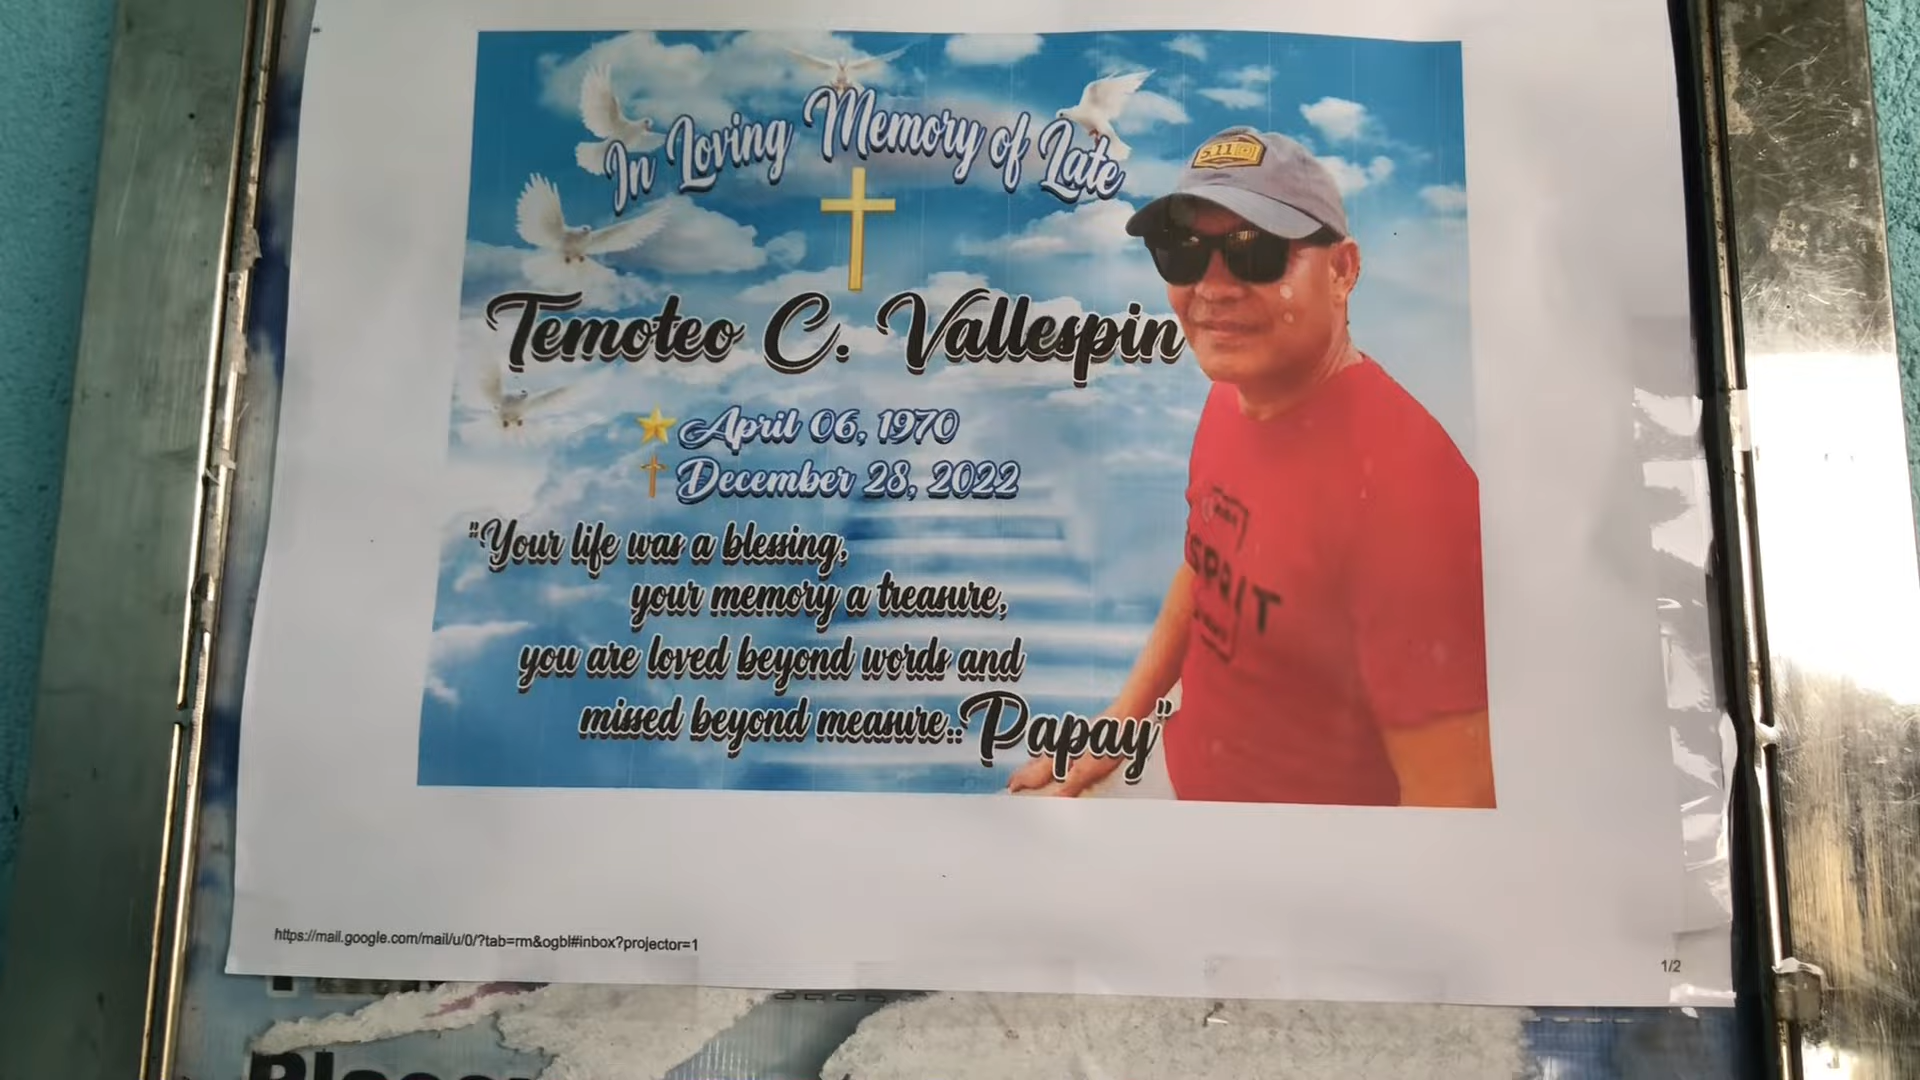 In Loving Memory of Late
5.11
Temoteo C. Vallespin
April 06, 1970
December 28, 2022
"Your life was a blessing,
your memory a treasure,
you are loved beyond words and
missed beyond measure..Papay"
SPRIT
https://mail.google.com/mail/u/0/?tab=rm&ogbl#inbox?projector=1
1/2